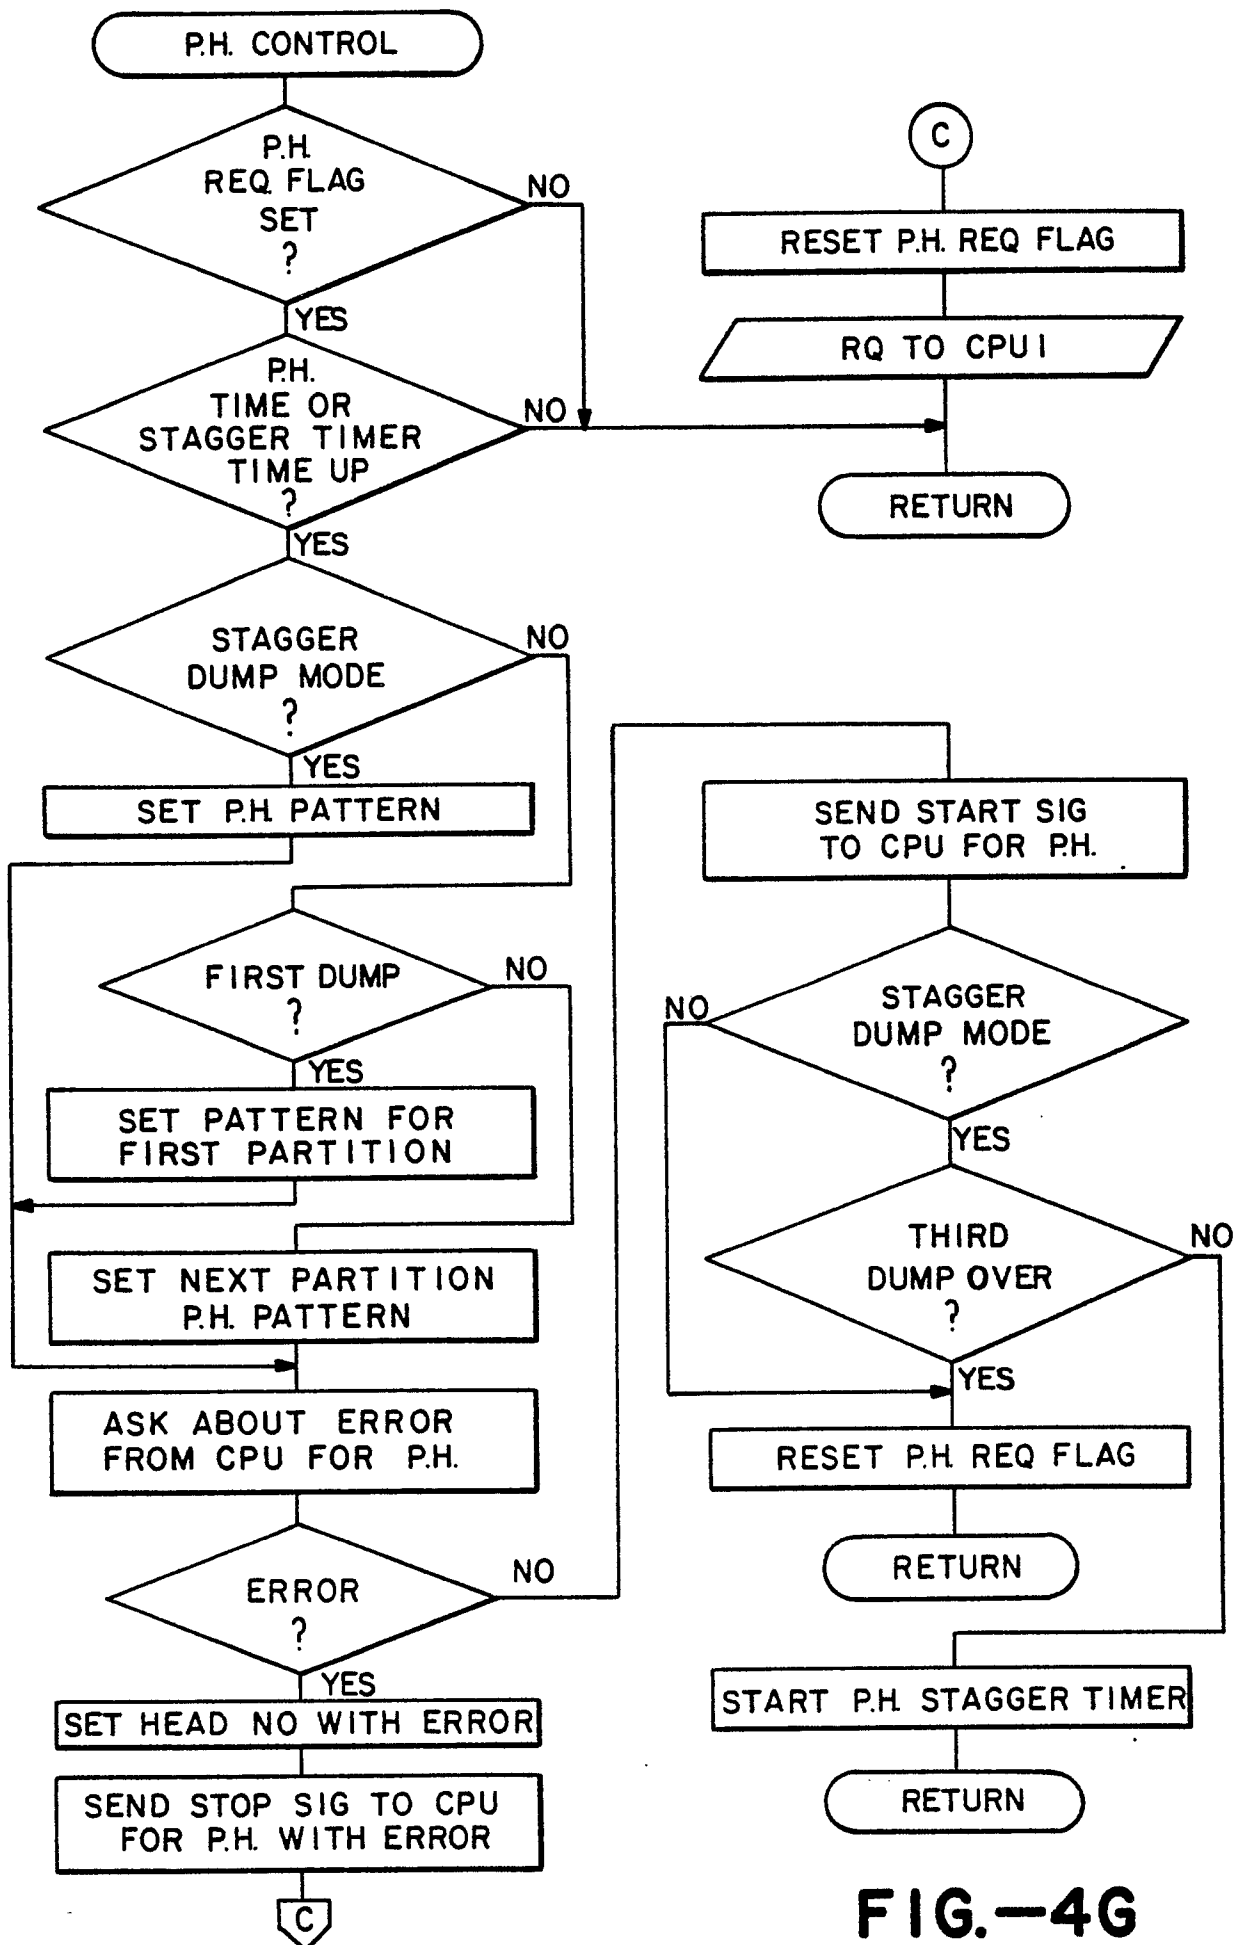 P.H. CONTROL
P.H.
REQ. FLAG
SET
?
NO
YES
P.H.
TIME OR
STAGGER TIMER
TIME UP
?
NO
YES
STAGGER
DUMP MODE
?
NO
YES
SET P.H. PATTERN
FIRST DUMP
?
NO
YES
SET PATTERN FOR
FIRST PARTITION
SET NEXT PARTITION
P.H. PATTERN
ASK ABOUT ERROR
FROM CPU FOR P.H.
ERROR
?
NO
YES
SET HEAD NO WITH ERROR
SEND STOP SIG TO CPU
FOR P.H. WITH ERROR
C
C
RESET P.H. REQ FLAG
RQ TO CPU I
RETURN
SEND START SIG
TO CPU FOR P.H.
STAGGER
DUMP MODE
?
NO
YES
THIRD
DUMP OVER
?
NO
YES
RESET P.H. REQ FLAG
RETURN
START P.H. STAGGER TIMER
RETURN
FIG.—4G